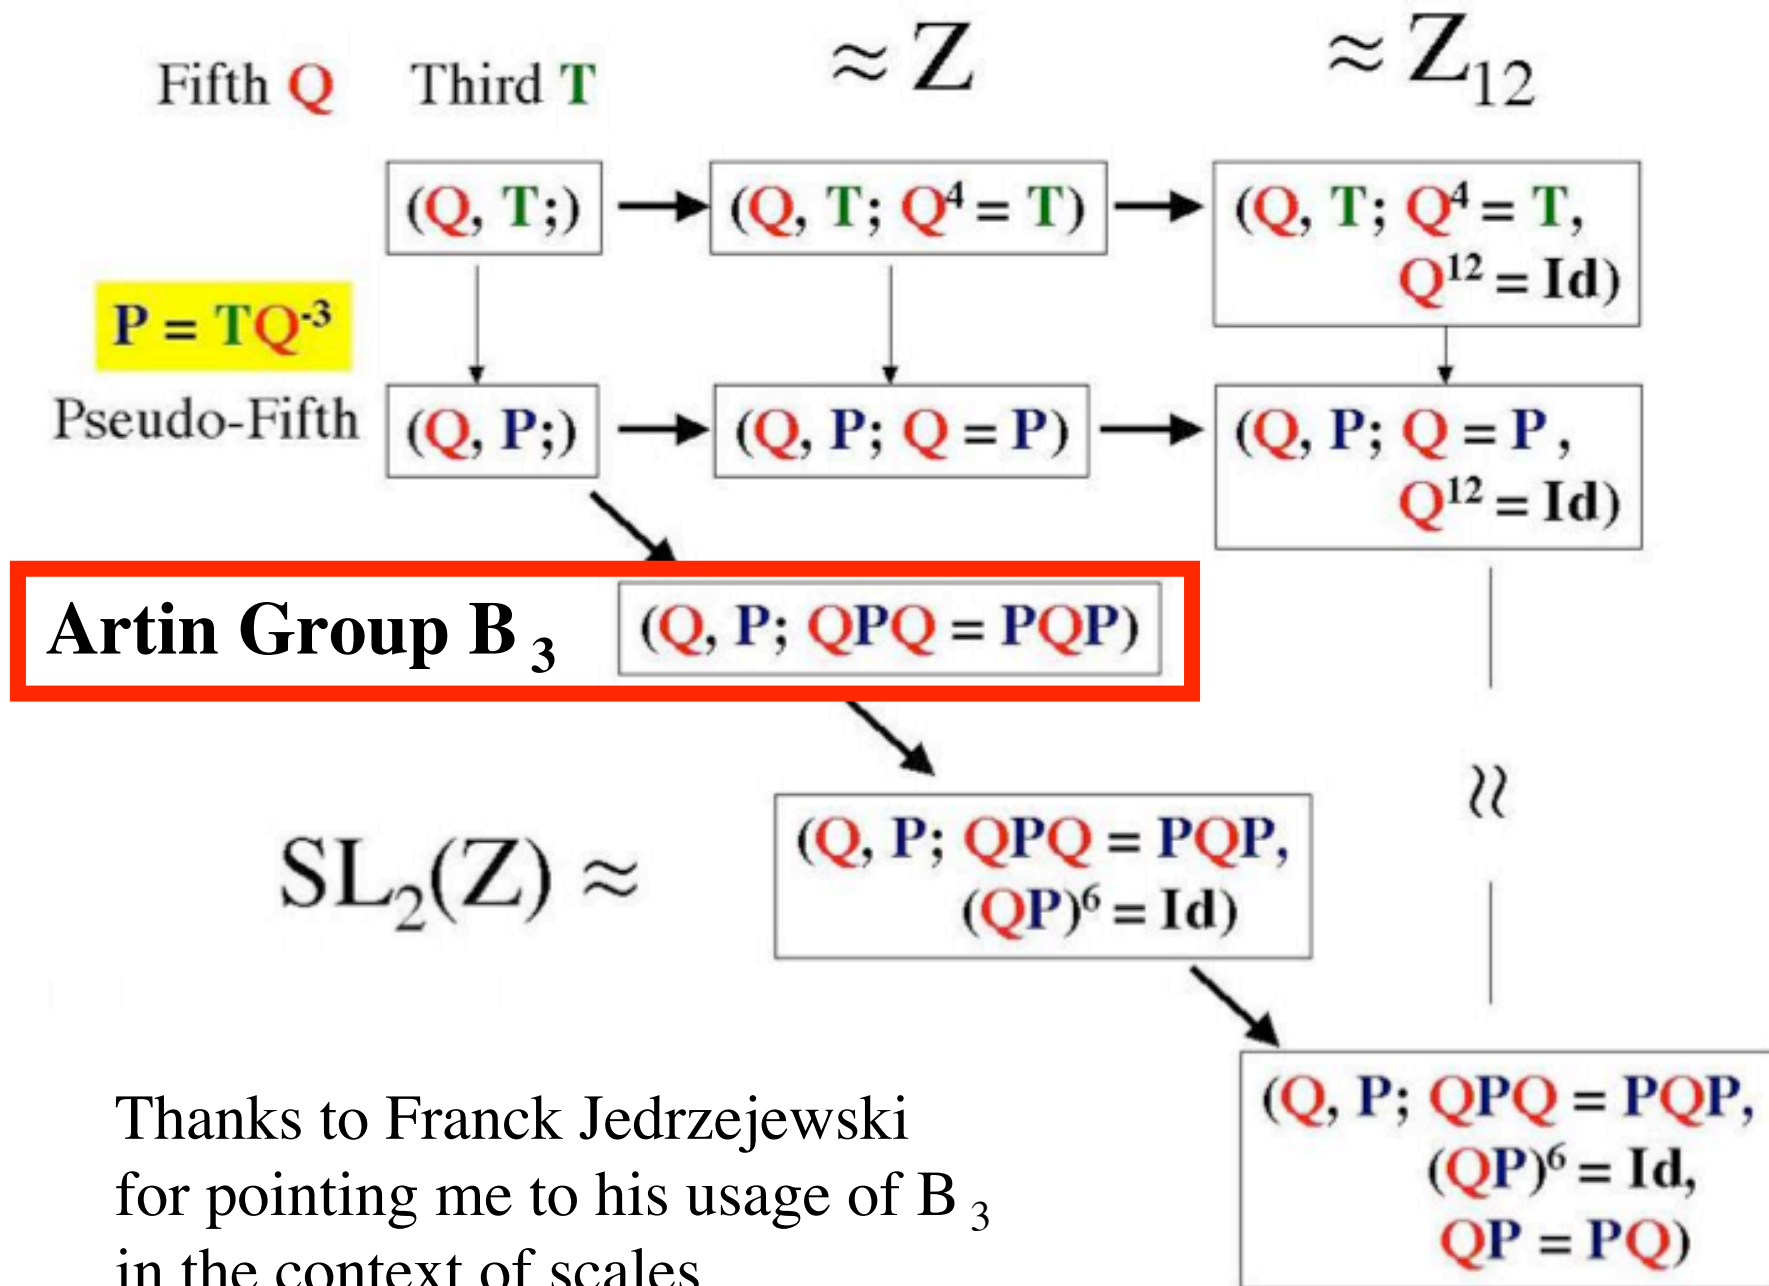 Fifth Q Third T ≈ Z ≈ Z₁₂
(Q, T;) (Q, T; Q⁴ = T) (Q, T; Q⁴ = T,
Q¹² = Id)
P = TQ⁻³
Pseudo-Fifth (Q, P;) (Q, P; Q = P) (Q, P; Q = P ,
Q¹² = Id)
Artin Group B ₃ (Q, P; QPQ = PQP)
≈
SL₂(Z) ≈ (Q, P; QPQ = PQP,
(QP)⁶ = Id)
(Q, P; QPQ = PQP,
(QP)⁶ = Id,
QP = PQ)
Thanks to Franck Jedrzejewski
for pointing me to his usage of B ₃
in the context of scales